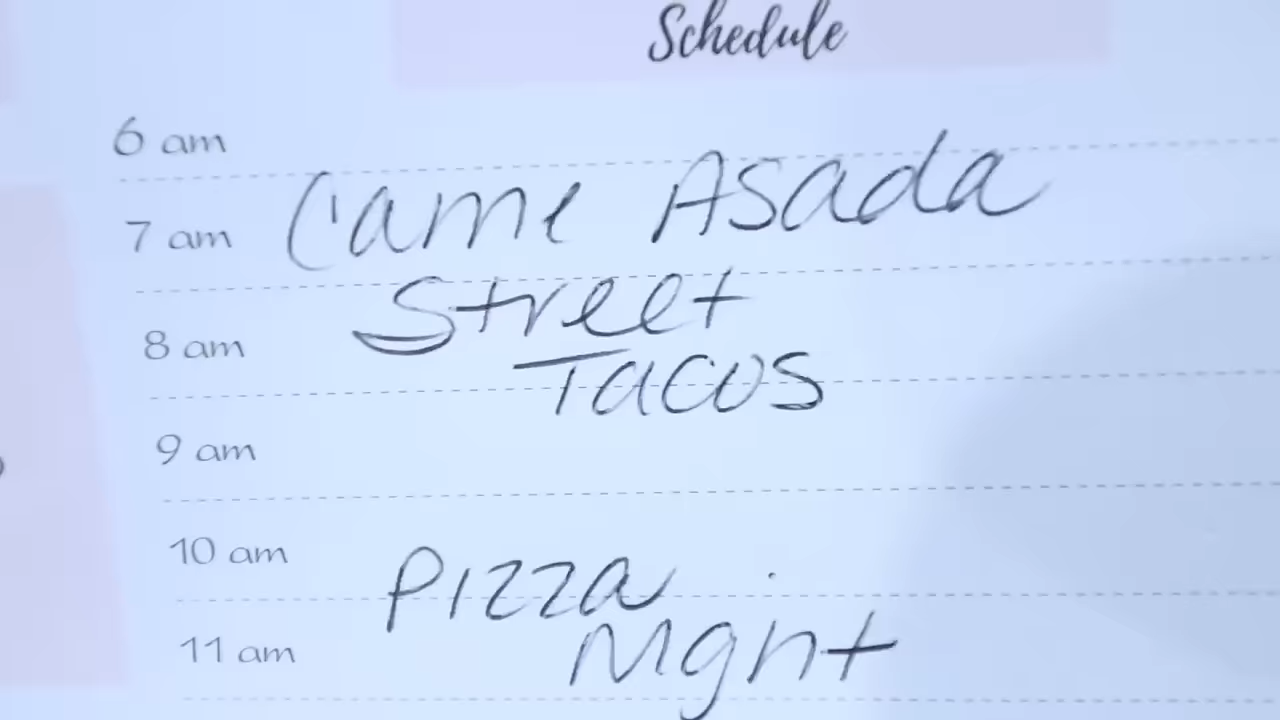 Schedule
6 am
7 am Carne Asada
8 am Street
Tacos
9 am
10 am Pizza
11 am Night